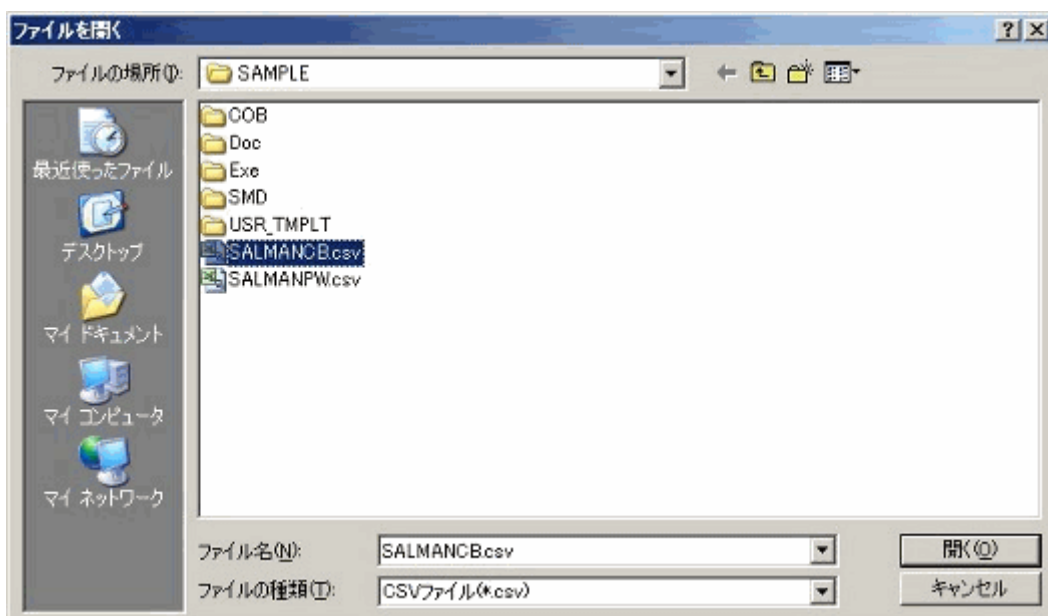 ファイルを開く
ファイルの場所(I):
SAMPLE
最近使ったファイル
デスクトップ
マイ ドキュメント
マイ コンピュータ
マイ ネットワーク
COB
Doc
Exe
SMD
USR_TMPLT
SALMANCB.csv
SALMANPW.csv
ファイル名(N):
SALMANCB.csv
開く(O)
ファイルの種類(T):
CSVファイル(*.csv)
キャンセル